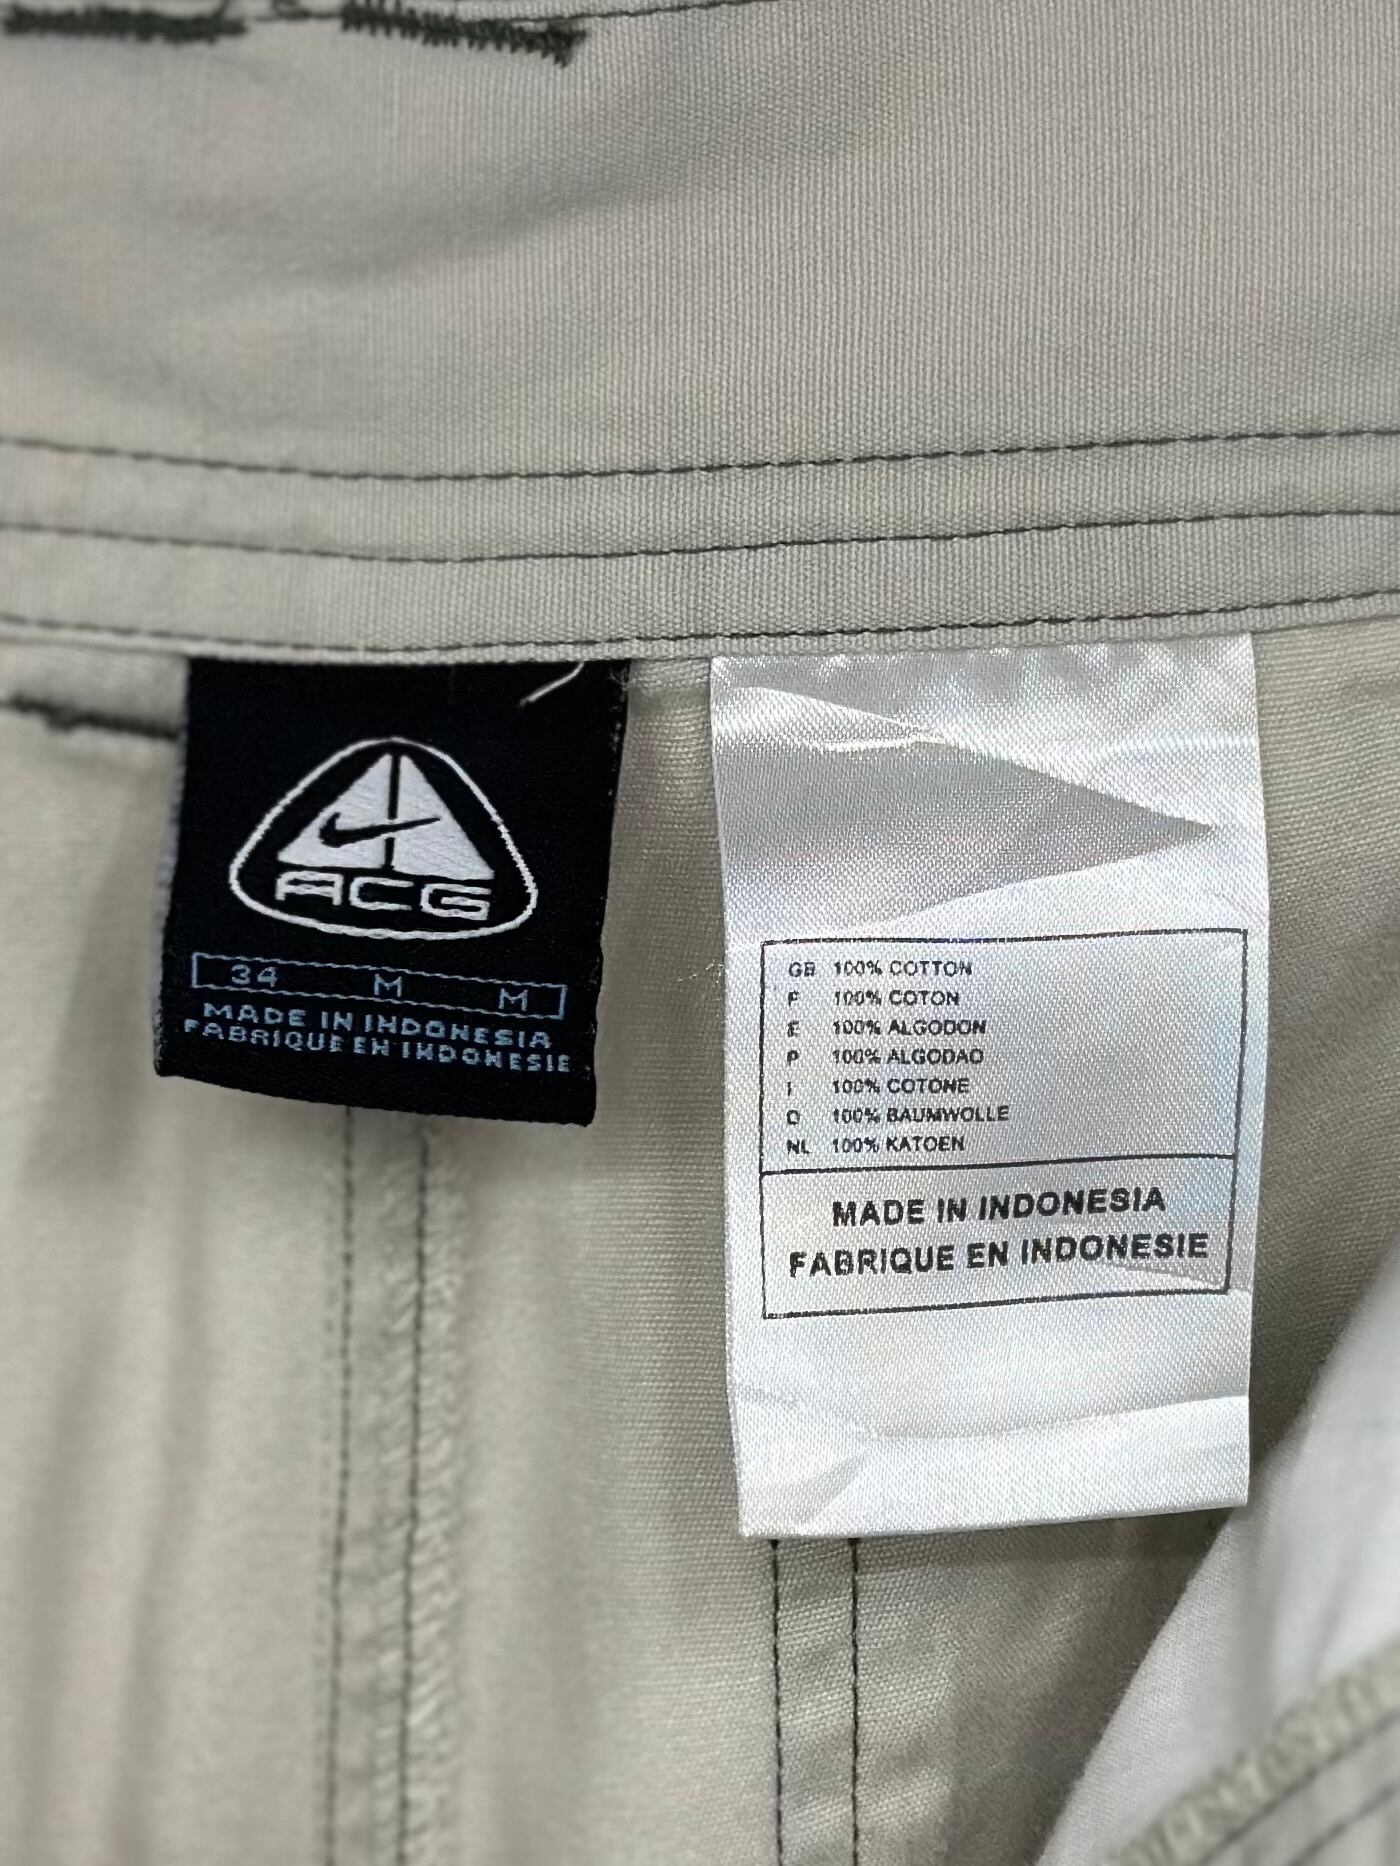 ACG
34 M M
MADE IN INDONESIA
FABRIQUE EN INDONESIE
GB 100% COTTON
F 100% COTON
E 100% ALGODON
P 100% ALGODAO
I 100% COTONE
D 100% BAUMWOLLE
NL 100% KATOEN
MADE IN INDONESIA
FABRIQUE EN INDONESIE